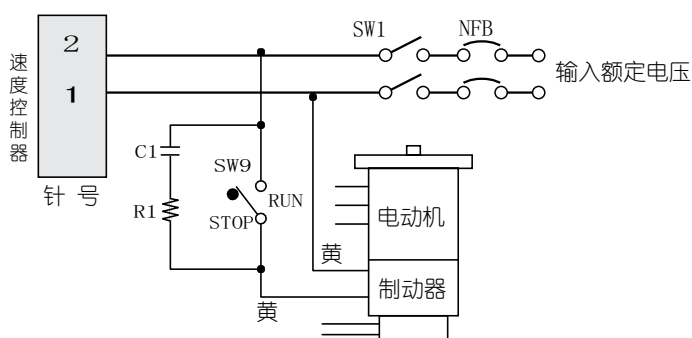 SW1
NFB
2
1
速度控制器
输入额定电压
C1
SW9
针 号
R1
RUN
STOP
电动机
黄
制动器
黄